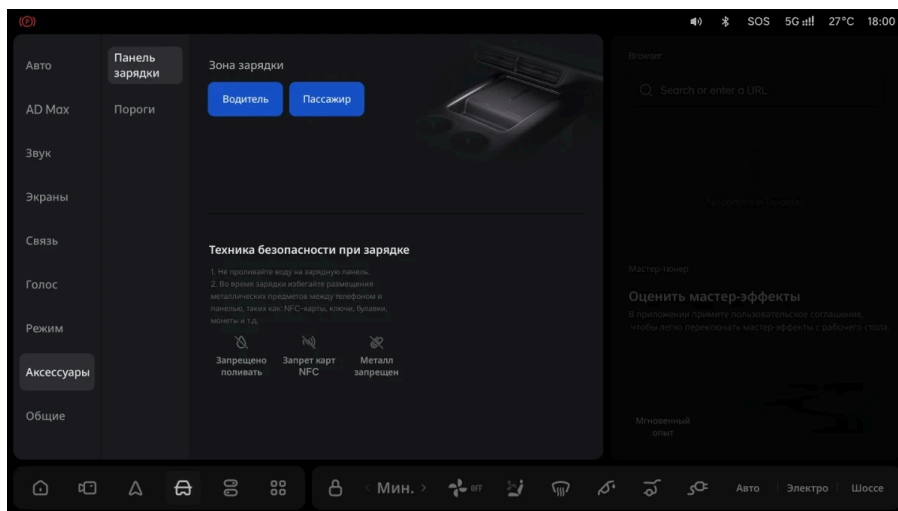 (P)
SOS 5G 27°C 18:00
Авто
AD Max
Звук
Экраны
Связь
Голос
Режим
Аксессуары
Общие
Панель
зарядки
Пороги
Зона зарядки
Водитель Пассажир
Техника безопасности при зарядке
1. Не проливайте воду на зарядную панель.
2. Во время зарядки избегайте размещения
металлических предметов между телефоном и
панелью, таких как: NFC-карты, ключи, булавки,
монеты и т.д.
Запрещено
поливать
Запрет карт
NFC
Металл
запрещен
Browser
Search or enter a URL
Мастер-тюнер
Оценить мастер-эффекты
В приложении примите пользовательское соглашение,
чтобы легко переключать мастер-эффекты с рабочего стола.
Мгновенный
опыт
< Мин. > OFF Авто Электро Шоссе